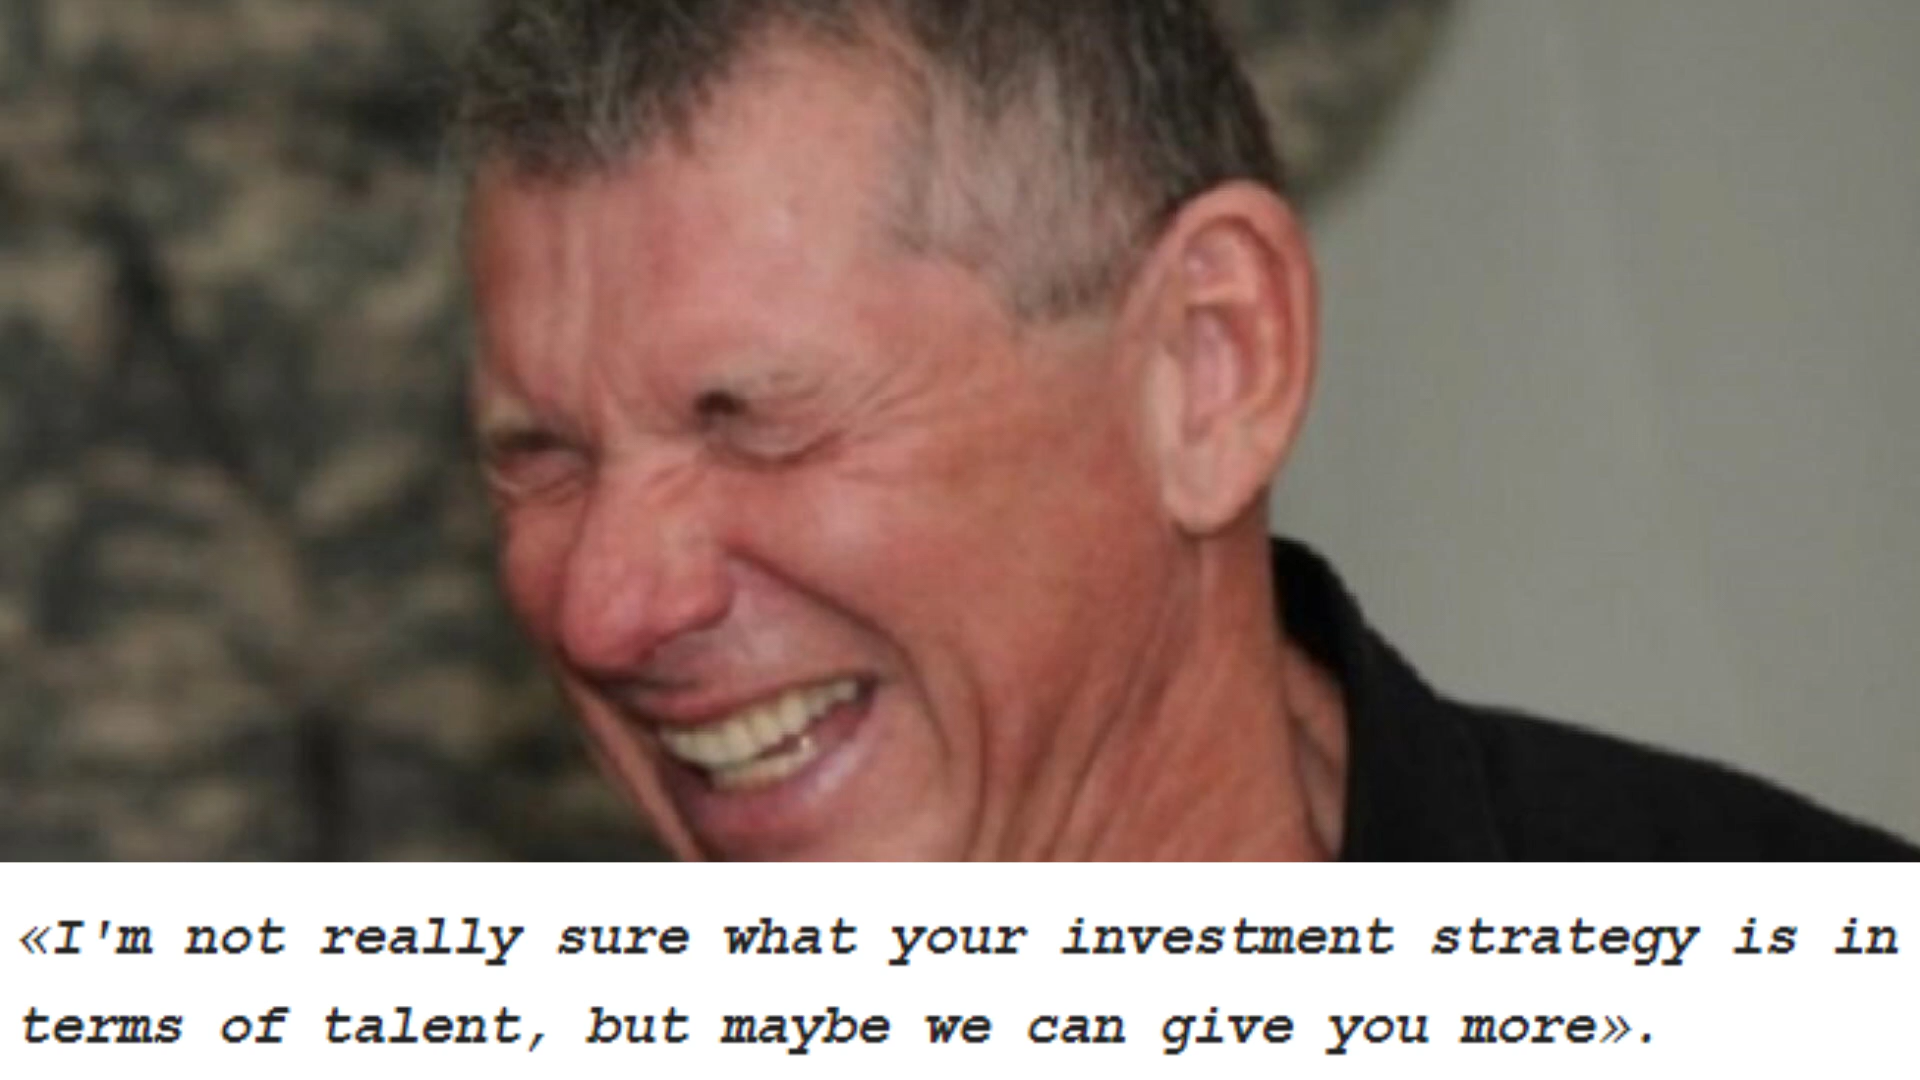 «I'm not really sure what your investment strategy is in
terms of talent, but maybe we can give you more».